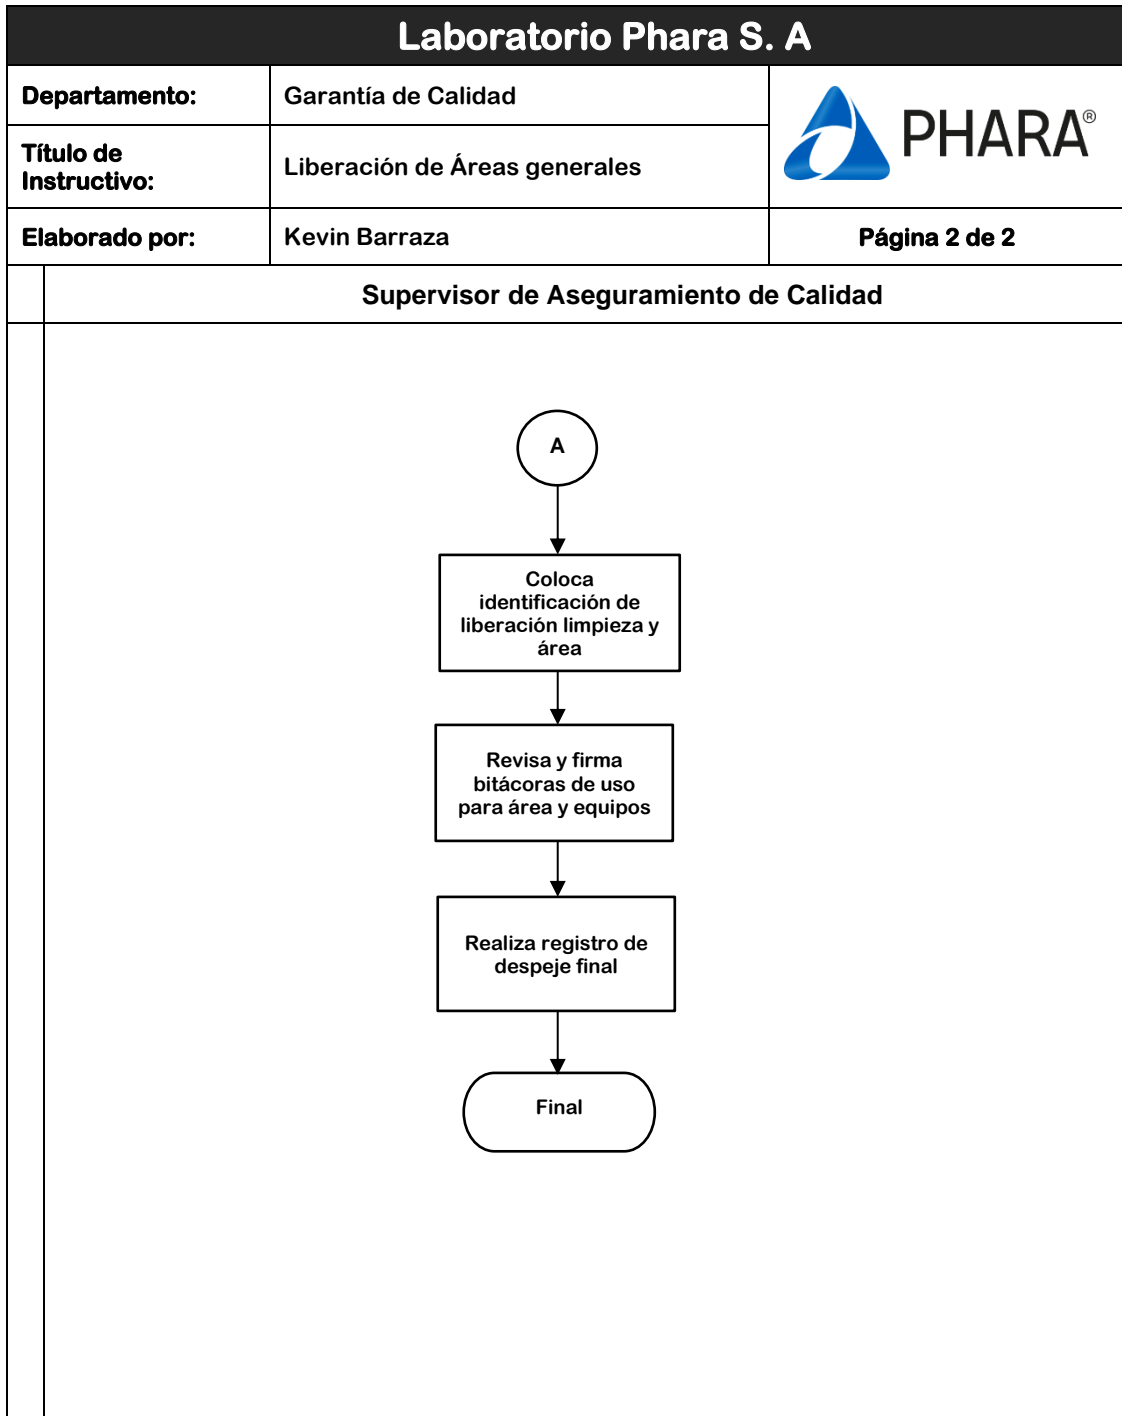 Laboratorio Phara S. A
Departamento:
Garantía de Calidad
PHARA®
Título de
Instructivo:
Liberación de Áreas generales
Elaborado por:
Kevin Barraza
Página 2 de 2
Supervisor de Aseguramiento de Calidad
A
Coloca
identificación de
liberación limpieza y
área
Revisa y firma
bitácoras de uso
para área y equipos
Realiza registro de
despeje final
Final